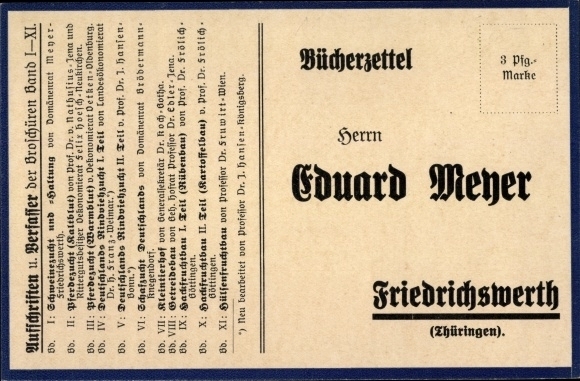 Aufschriften u. Verfasser der Broschüren Band I—XI.
Bd. I: Schweinezucht und -Haltung von Domänenrat Meyer-
Friedrichswerth.
Bd. II: Pferdezucht (Kaltblut) von Prof. Dr. v. Nathusius-Jena und
Rittergutsbesitzer Oekonomierat Felix Hoesch-Neukirchen.
Bd. III: Pferdezucht (Warmblut) v. Oekonomierat Oetken-Oldenburg.
Bd. IV: Deutschlands Rindviehzucht I. Teil von Landesökonomierat
Dr. h. Franz-Weimar.*)
Bd. V: Deutschlands Rindviehzucht II. Teil v. Prof. Dr. J. Hansen-
Bonn.*)
Bd. VI: Schafzucht Deutschlands von Domänenrat Brödermann-
Knegendorf.
Bd. VII: Kleintierhof von Generalsekretär Dr. Koch-Gotha.
Bd. VIII: Getreidebau von Geh. Hofrat Professor Dr. Edler-Jena.
Bd. IX: Hackfruchtbau I. Teil (Rübenbau) von Prof. Dr. Frölich-
Göttingen.
Bd. X: Hackfruchtbau II. Teil (Kartoffelbau) v. Prof. Dr. Frölich-
Göttingen.
Bd. XI: Hülsenfruchtbau von Professor Dr. Fruwirt-Wien.
*) Neu bearbeitet von Professor Dr. J. Hansen-Königsberg.
Bücherzettel
3 Pfg.-
Marke
Herrn
Eduard Meyer
Friedrichswerth
(Thüringen).